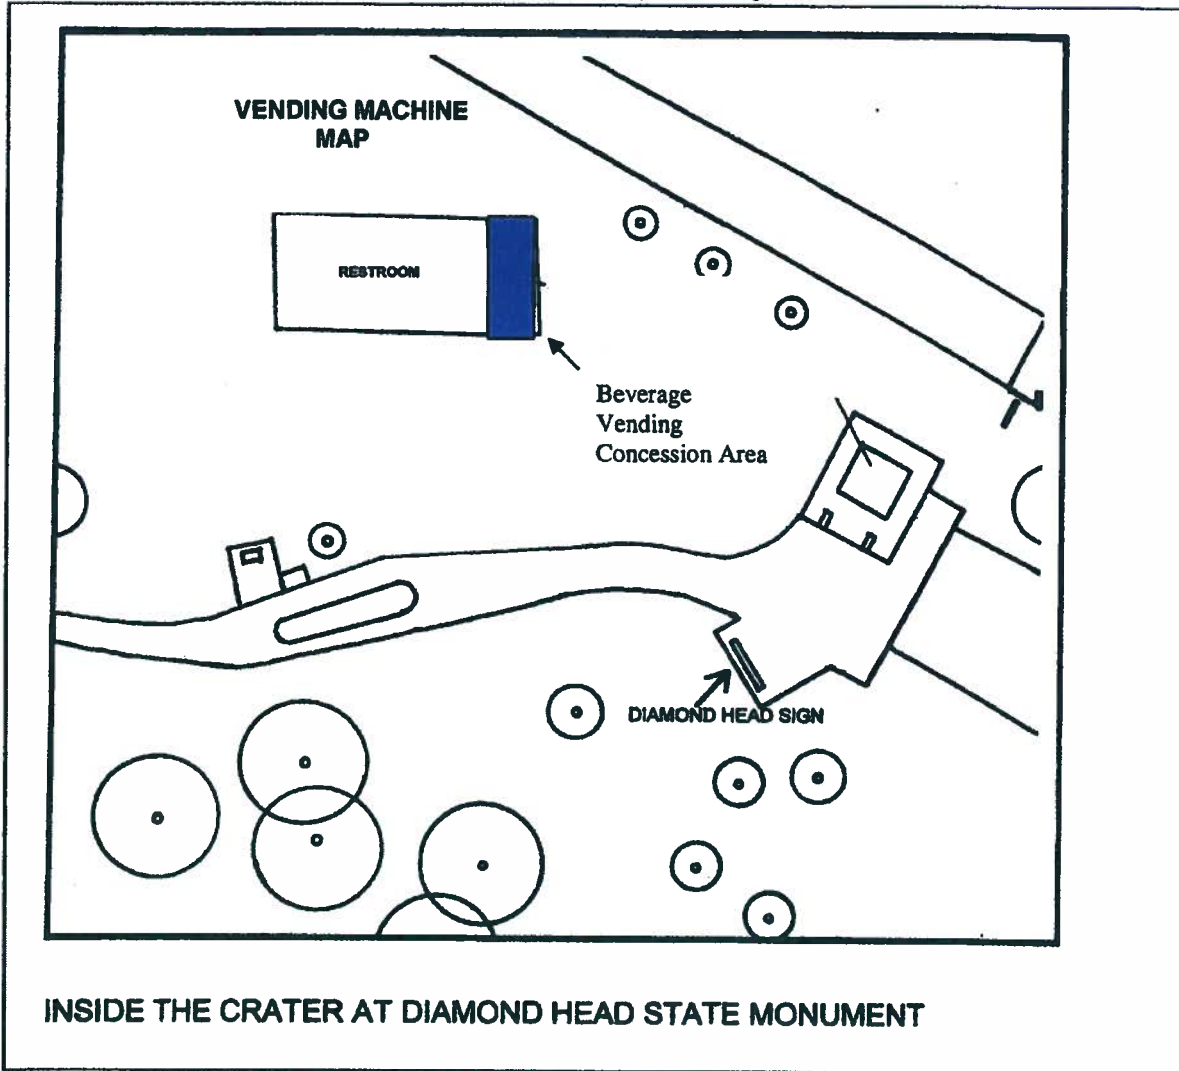 VENDING MACHINE
MAP
RESTROOM
Beverage
Vending
Concession Area
DIAMOND HEAD SIGN
INSIDE THE CRATER AT DIAMOND HEAD STATE MONUMENT